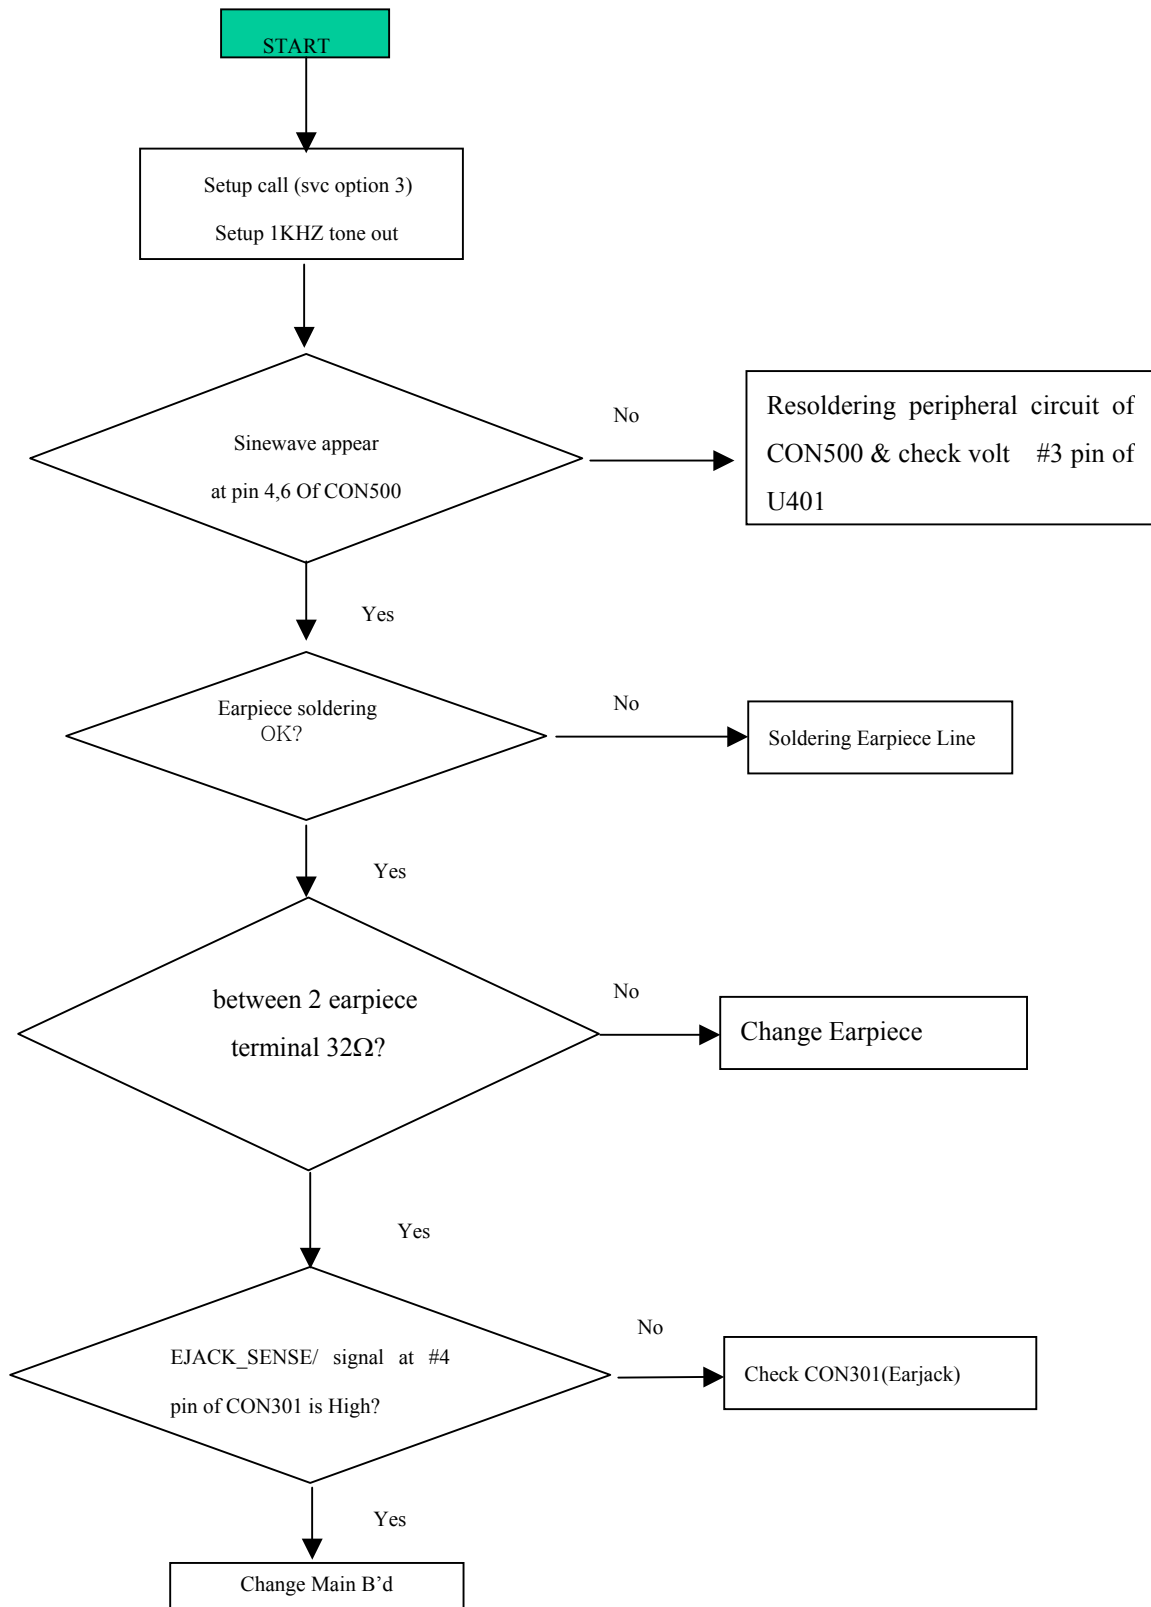 START
Setup call (svc option 3)
Setup 1KHZ tone out
Sinewave appear
at pin 4,6 Of CON500
No
Resoldering peripheral circuit of
CON500 & check volt #3 pin of
U401
Yes
Earpiece soldering
OK?
No
Soldering Earpiece Line
Yes
between 2 earpiece
terminal 32Ω?
No
Change Earpiece
Yes
EJACK_SENSE/ signal at #4
pin of CON301 is High?
No
Check CON301(Earjack)
Yes
Change Main B’d